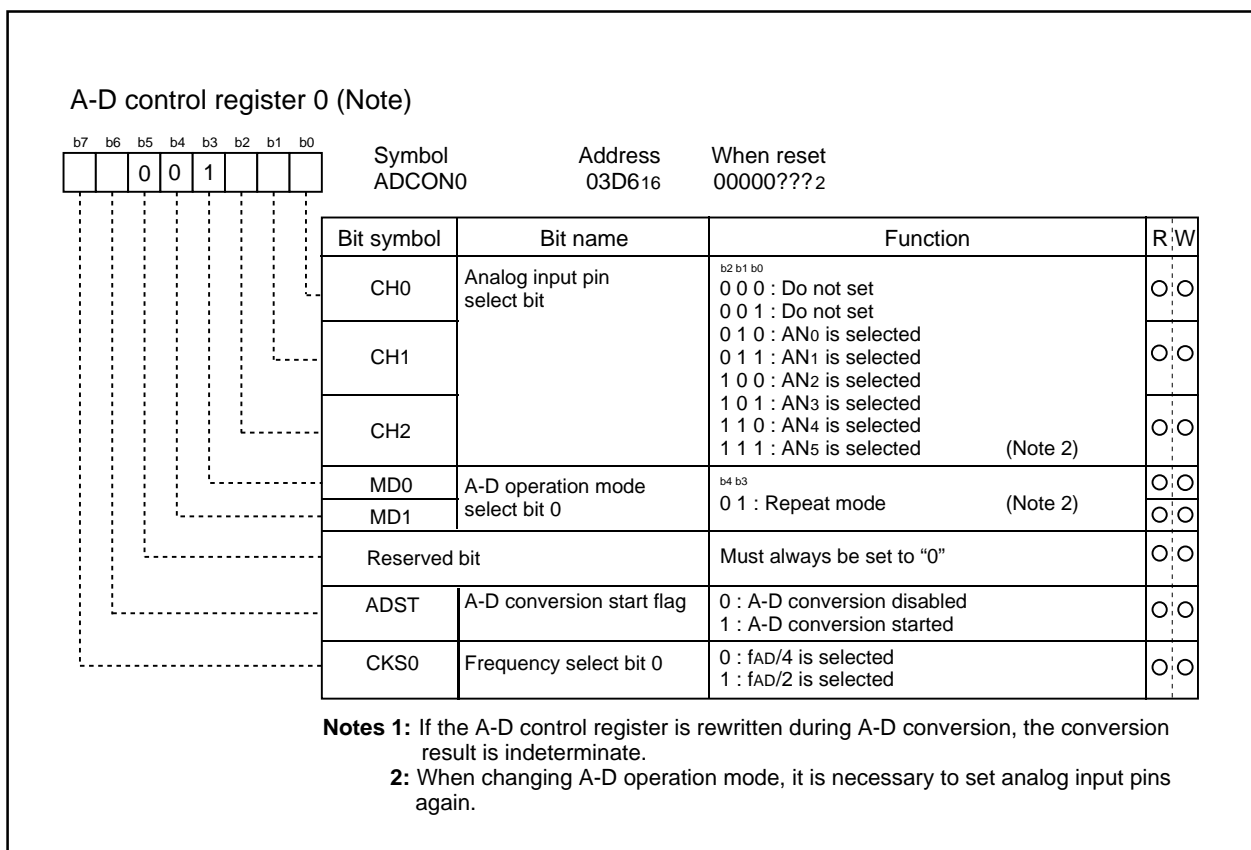 A-D control register 0 (Note)
b7 b6 b5 b4 b3 b2 b1 b0
0 0 1
Symbol Address When reset
ADCON0 03D616 00000???2
Bit symbol Bit name Function R W
CH0 Analog input pin select bit
b2 b1 b0
0 0 0 : Do not set
0 0 1 : Do not set
0 1 0 : AN0 is selected
0 1 1 : AN1 is selected
CH1
1 0 0 : AN2 is selected
1 0 1 : AN3 is selected
1 1 0 : AN4 is selected
CH2
1 1 1 : AN5 is selected (Note 2)
MD0 A-D operation mode
MD1 select bit 0
b4 b3
0 1 : Repeat mode (Note 2)
Reserved bit Must always be set to “0”
ADST A-D conversion start flag 0 : A-D conversion disabled
1 : A-D conversion started
CKS0 Frequency select bit 0 0 : fAD/4 is selected
1 : fAD/2 is selected
Notes 1: If the A-D control register is rewritten during A-D conversion, the conversion
result is indeterminate.
2: When changing A-D operation mode, it is necessary to set analog input pins
again.